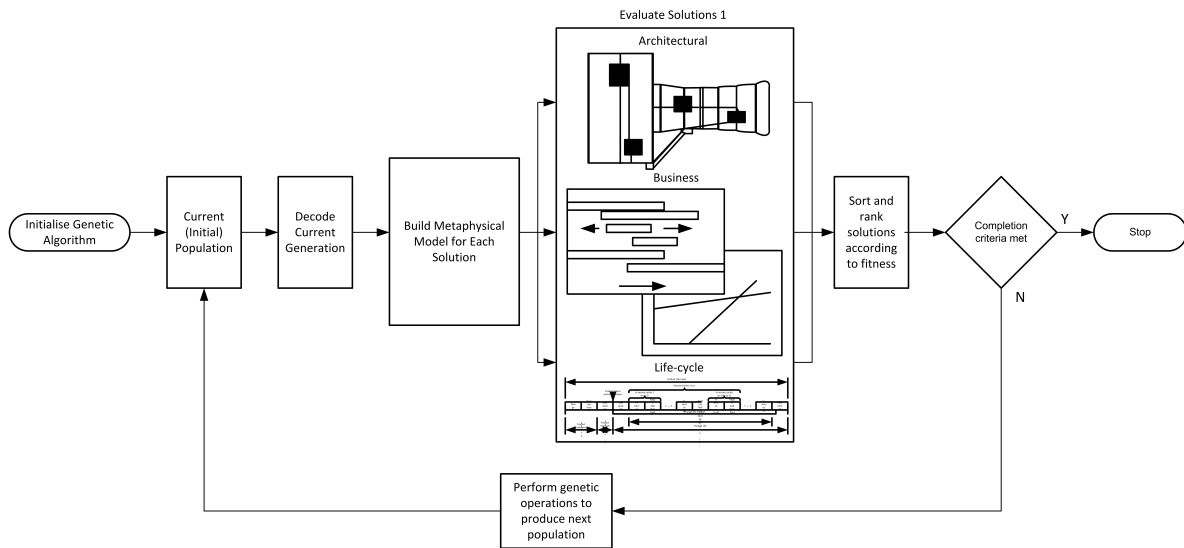 Evaluate Solutions 1
Architectural
Business
Life-cycle
Initialise Genetic
Algorithm
Current
(Initial)
Population
Decode
Current
Generation
Build Metaphysical
Model for Each
Solution
Sort and
rank
solutions
according
to fitness
Completion
criteria met
Y
N
Stop
Perform genetic
operations to
produce next
population